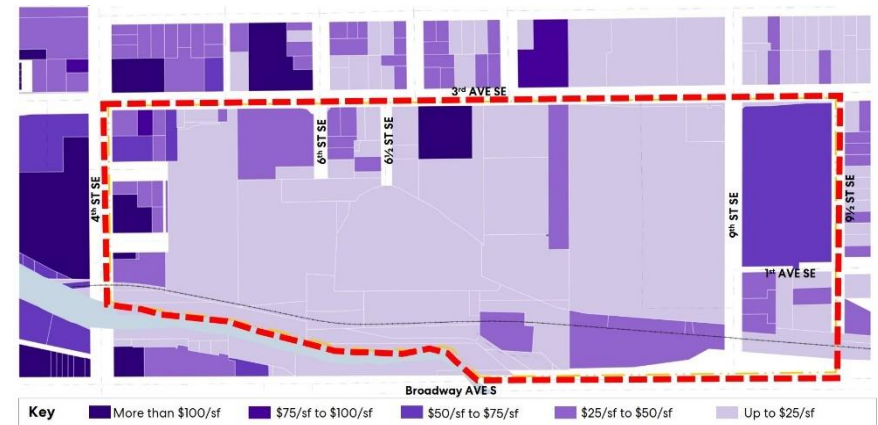 3rd AVE SE
4th ST SE
6th ST SE
6½ ST SE
9th ST SE
9½ ST SE
1st AVE SE
Broadway AVE S
Key
More than $100/sf
$75/sf to $100/sf
$50/sf to $75/sf
$25/sf to $50/sf
Up to $25/sf